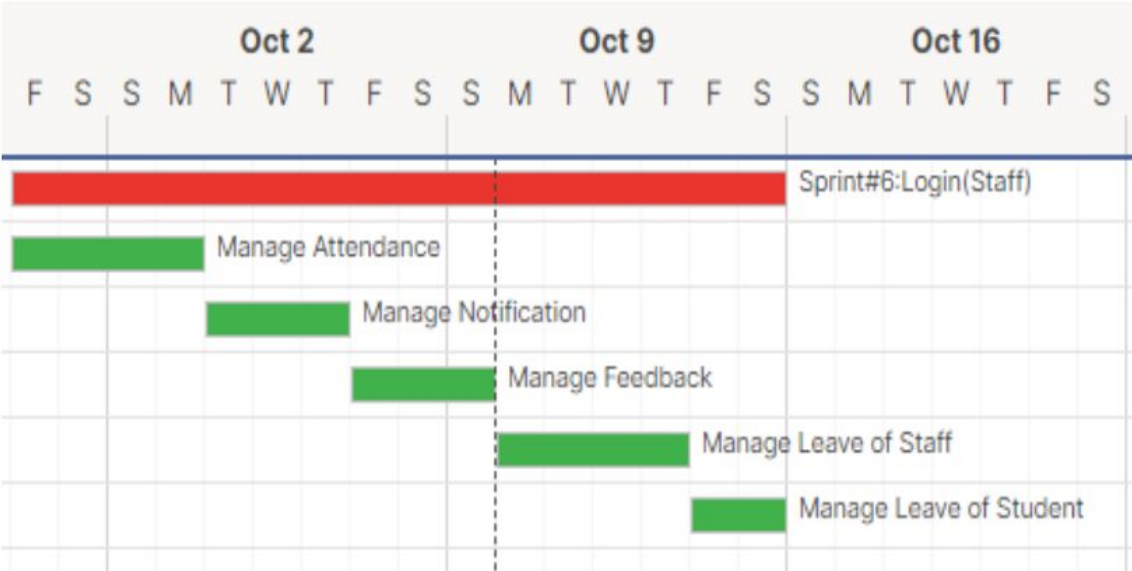 Oct 2 Oct 9 Oct 16
F S S M T W T F S S M T W T F S S M T W T F S
Sprint#6:Login(Staff)
Manage Attendance
Manage Notification
Manage Feedback
Manage Leave of Staff
Manage Leave of Student